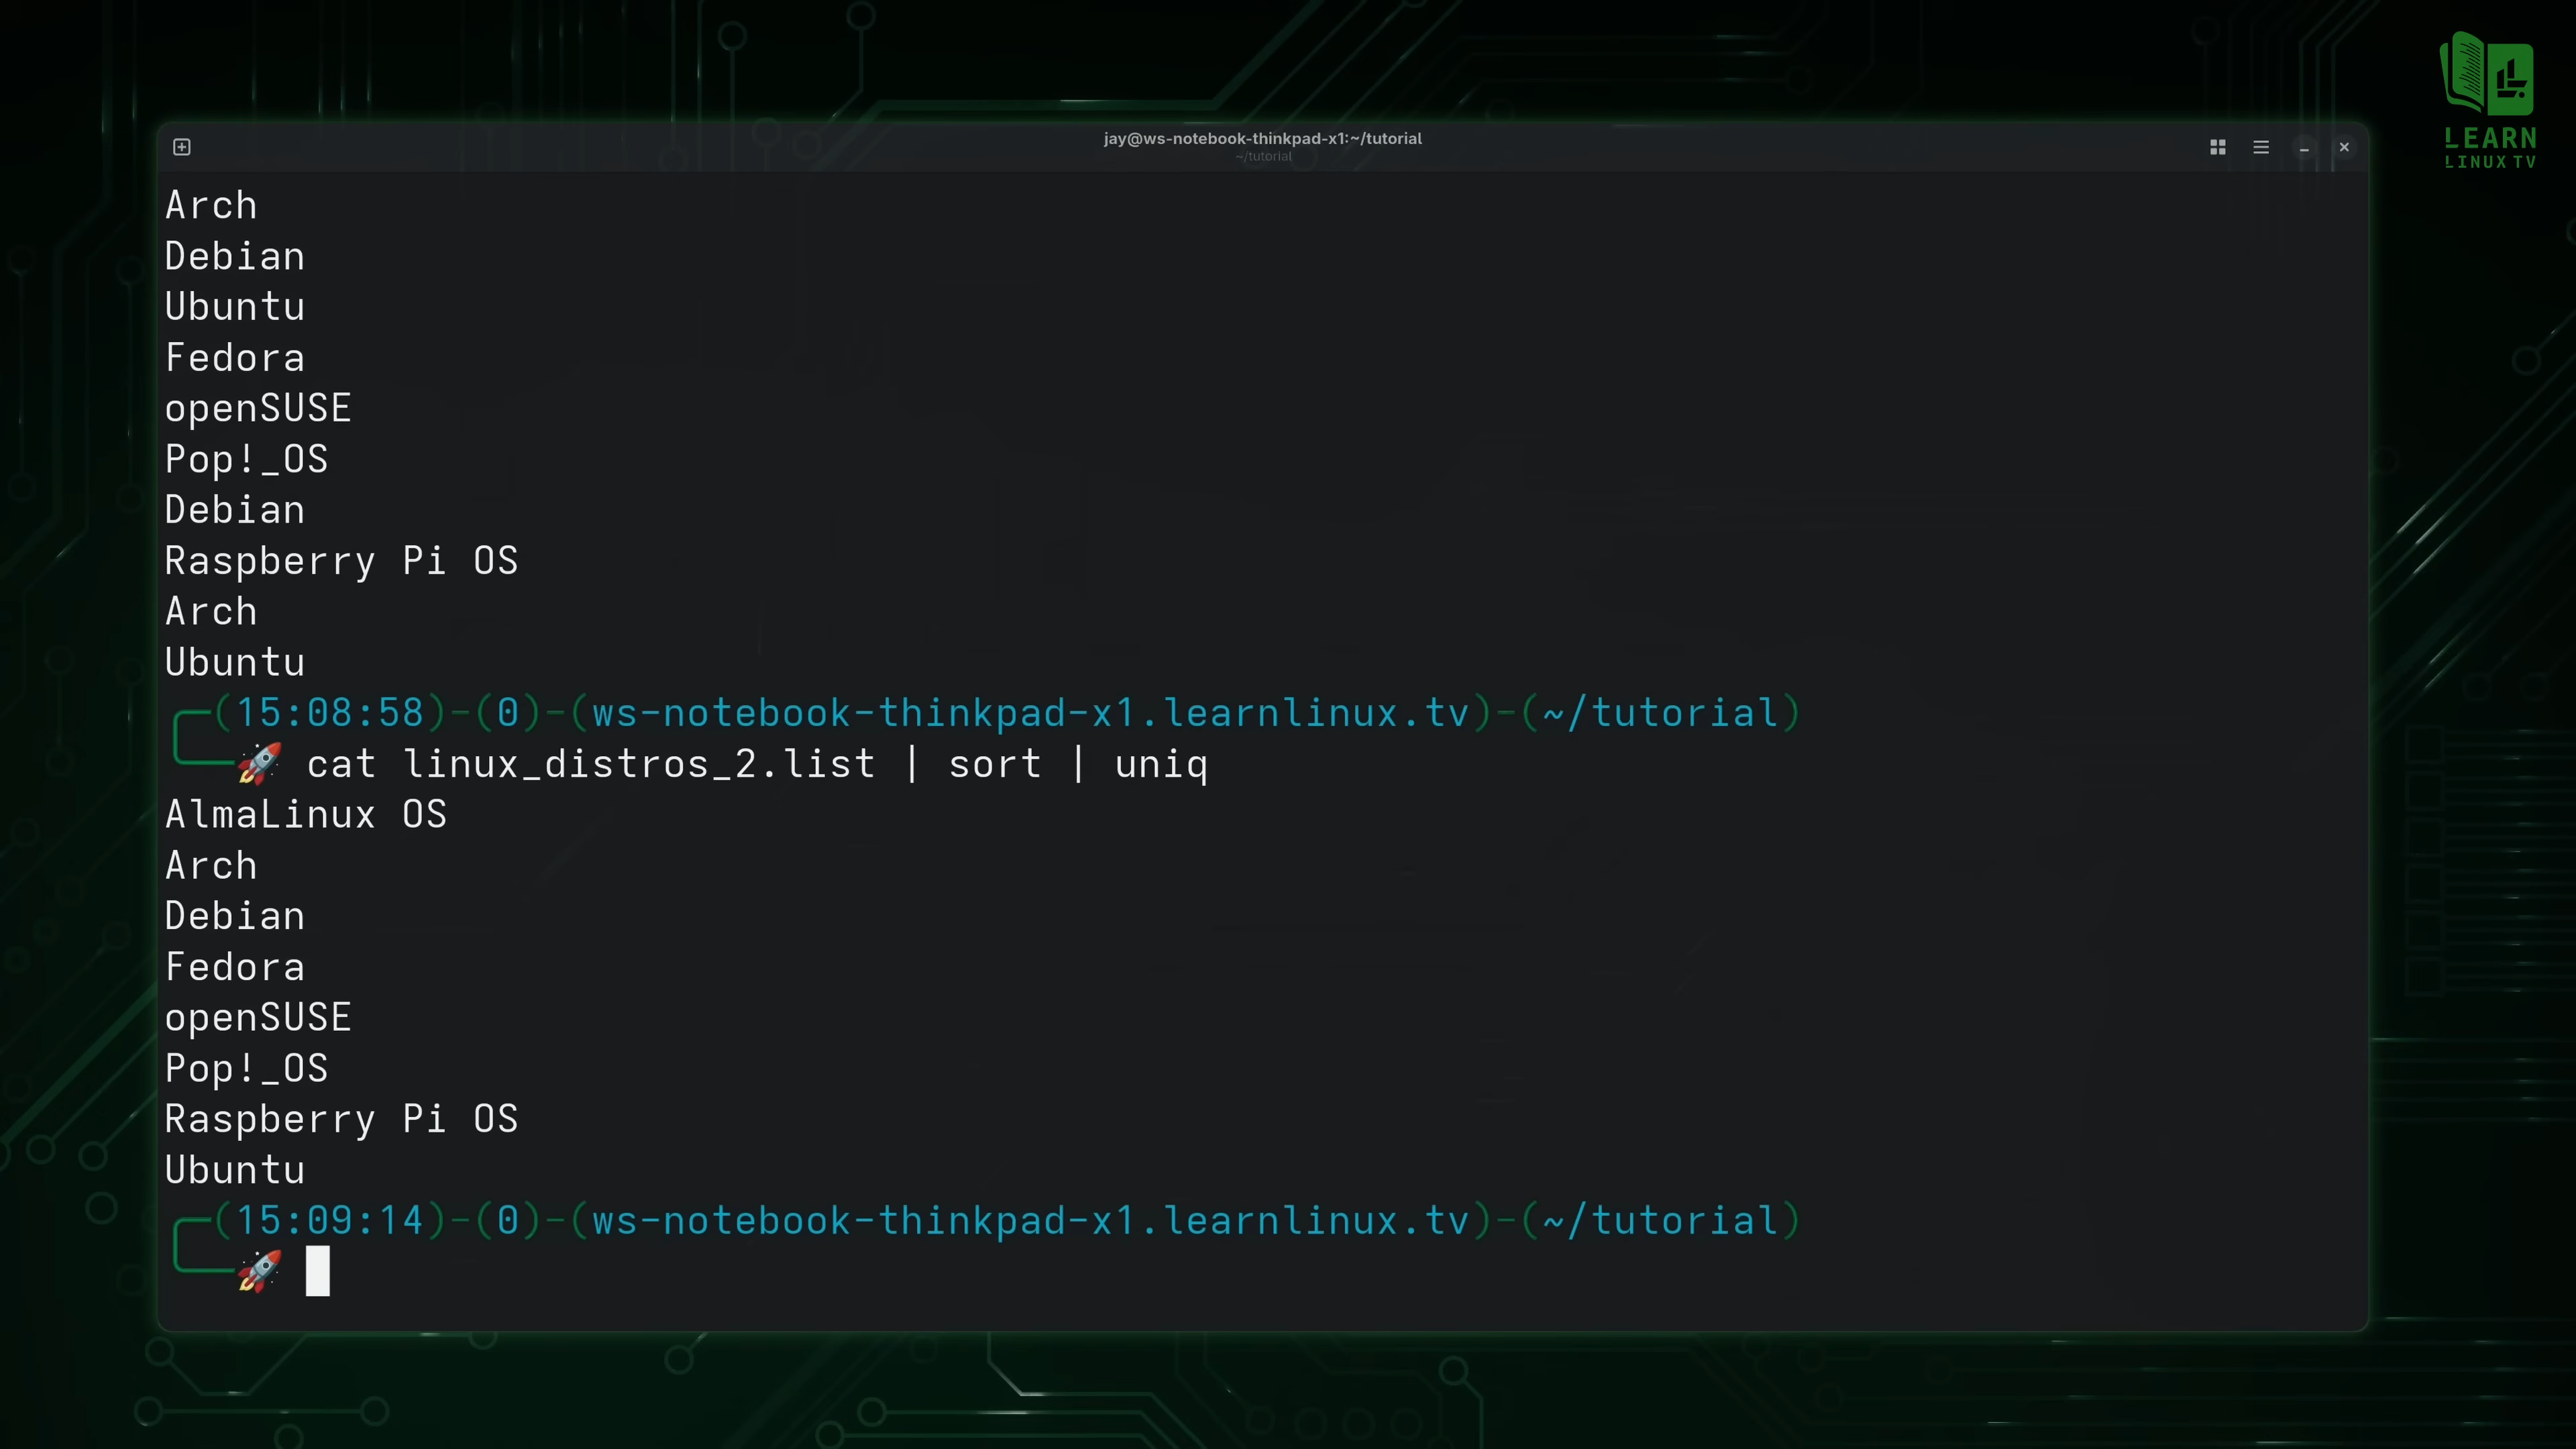 jay@ws-notebook-thinkpad-x1:~/tutorial
~/tutorial
LEARN
LINUX TV
Arch
Debian
Ubuntu
Fedora
openSUSE
Pop!_OS
Debian
Raspberry Pi OS
Arch
Ubuntu
(15:08:58)-(0)-(ws-notebook-thinkpad-x1.learnlinux.tv)-(~/tutorial)
🚀 cat linux_distros_2.list | sort | uniq
AlmaLinux OS
Arch
Debian
Fedora
openSUSE
Pop!_OS
Raspberry Pi OS
Ubuntu
(15:09:14)-(0)-(ws-notebook-thinkpad-x1.learnlinux.tv)-(~/tutorial)
🚀